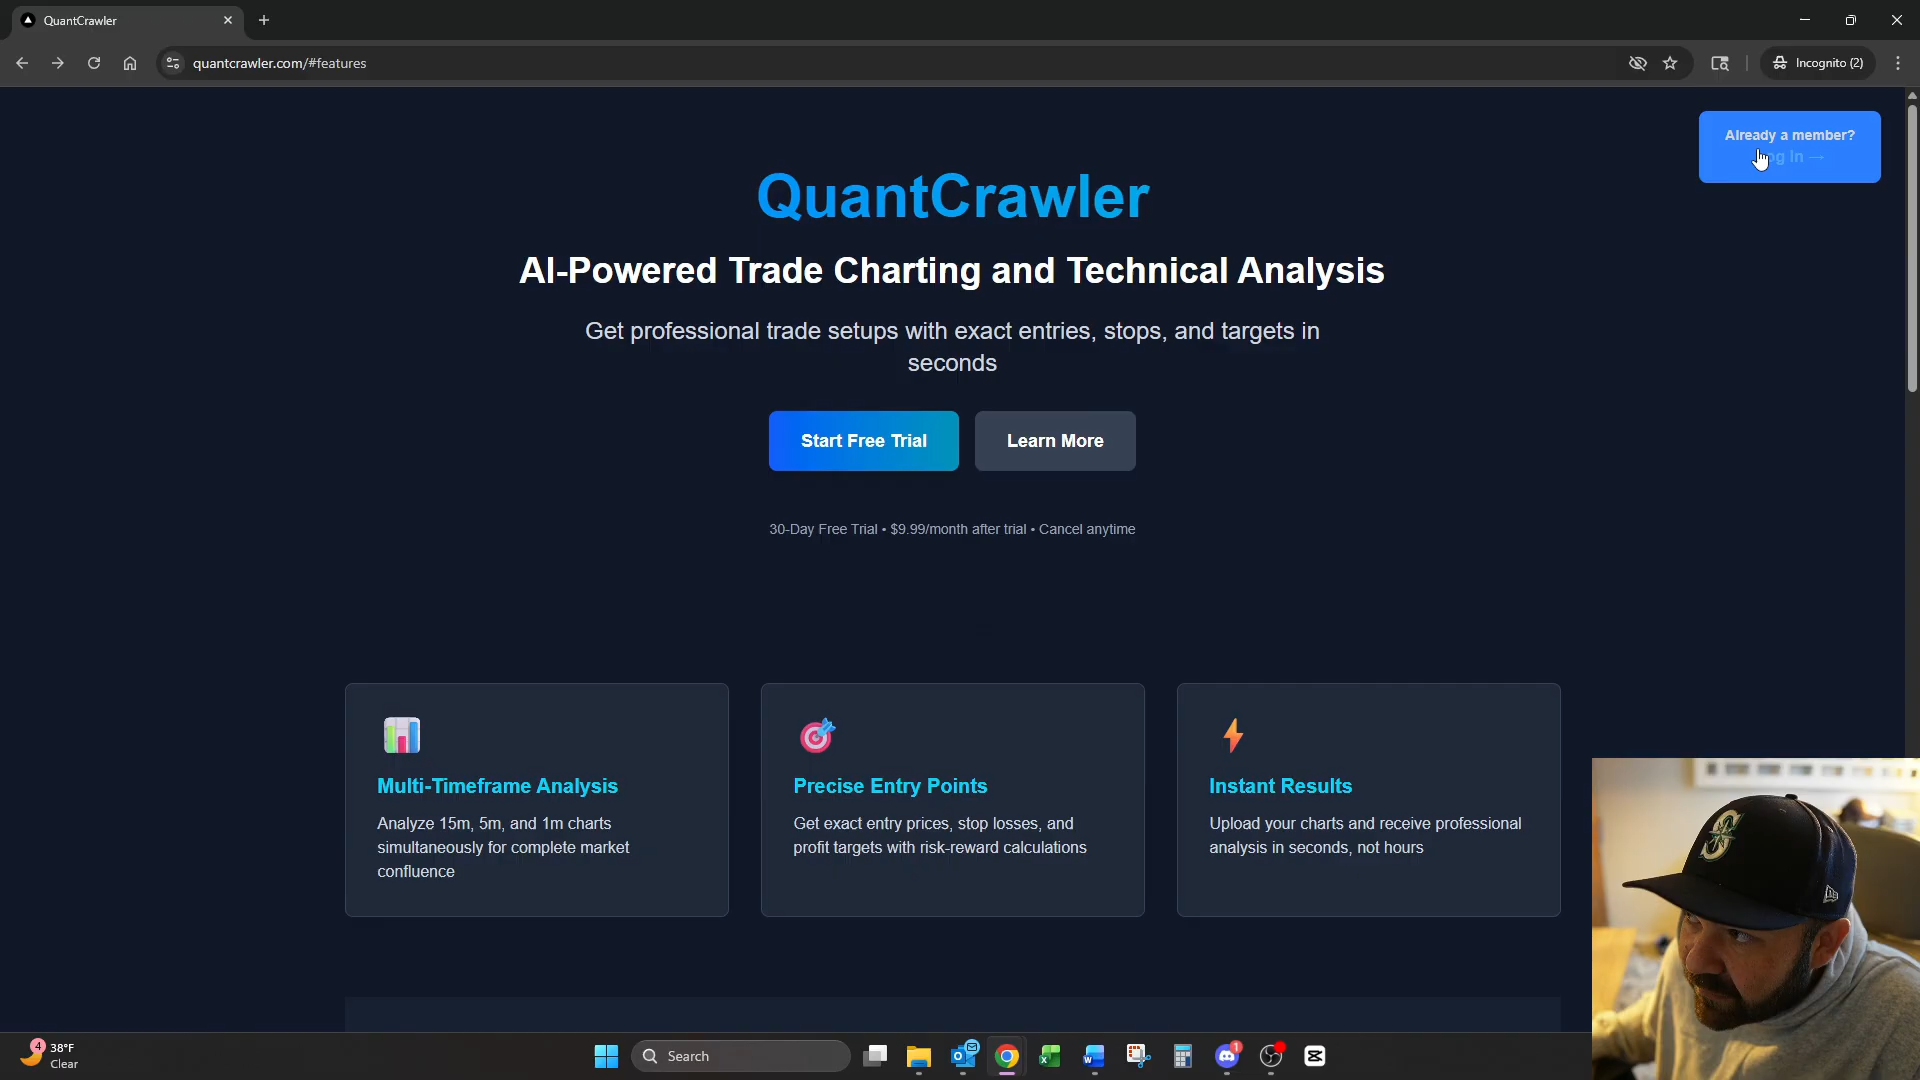 QuantCrawler
quantcrawler.com/#features
Incognito (2)
Already a member?
Log In →
QuantCrawler
AI-Powered Trade Charting and Technical Analysis
Get professional trade setups with exact entries, stops, and targets in
seconds
Start Free Trial
Learn More
30-Day Free Trial • $9.99/month after trial • Cancel anytime
Multi-Timeframe Analysis
Analyze 15m, 5m, and 1m charts
simultaneously for complete market
confluence
Precise Entry Points
Get exact entry prices, stop losses, and
profit targets with risk-reward calculations
Instant Results
Upload your charts and receive professional
analysis in seconds, not hours
4
38°F
Clear
Search
1